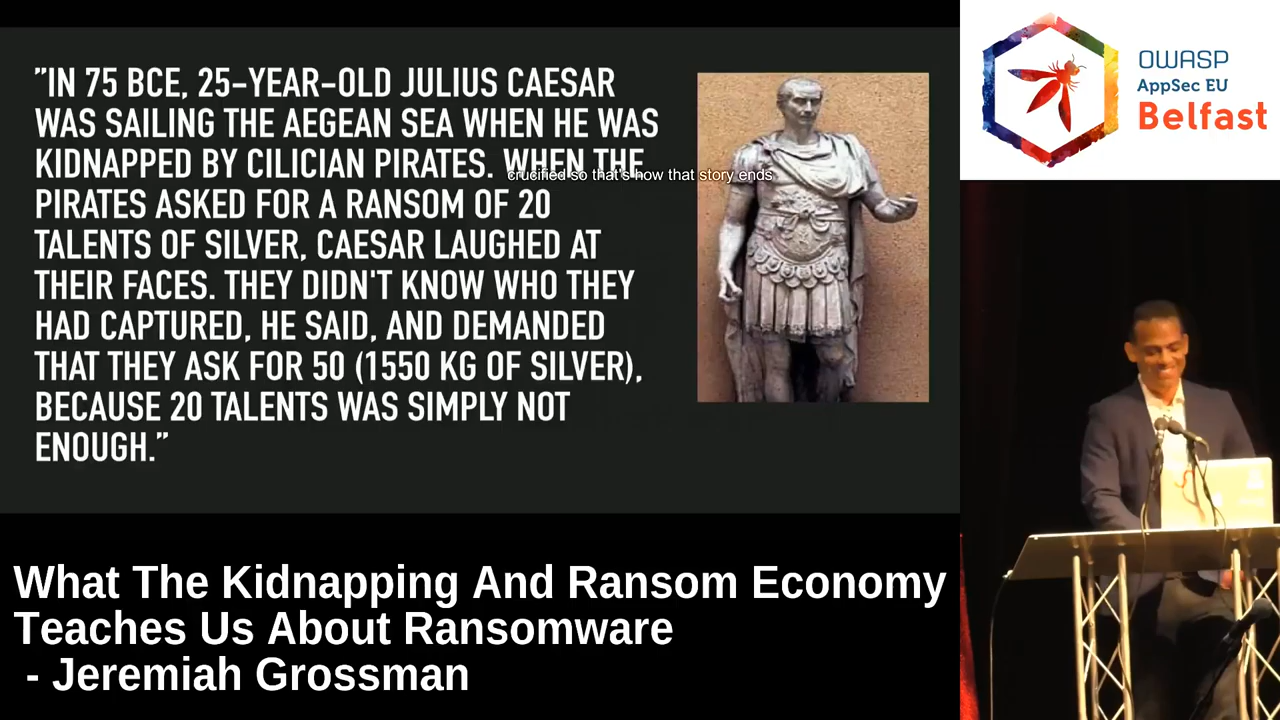 "IN 75 BCE, 25-YEAR-OLD JULIUS CAESAR
WAS SAILING THE AEGEAN SEA WHEN HE WAS
KIDNAPPED BY CILICIAN PIRATES. WHEN THE
PIRATES ASKED FOR A RANSOM OF 20
TALENTS OF SILVER, CAESAR LAUGHED AT
THEIR FACES. THEY DIDN'T KNOW WHO THEY
HAD CAPTURED, HE SAID, AND DEMANDED
THAT THEY ASK FOR 50 (1550 KG OF SILVER),
BECAUSE 20 TALENTS WAS SIMPLY NOT
ENOUGH."
crucified so that's how that story ends
OWASP
AppSec EU
Belfast
What The Kidnapping And Ransom Economy
Teaches Us About Ransomware
- Jeremiah Grossman